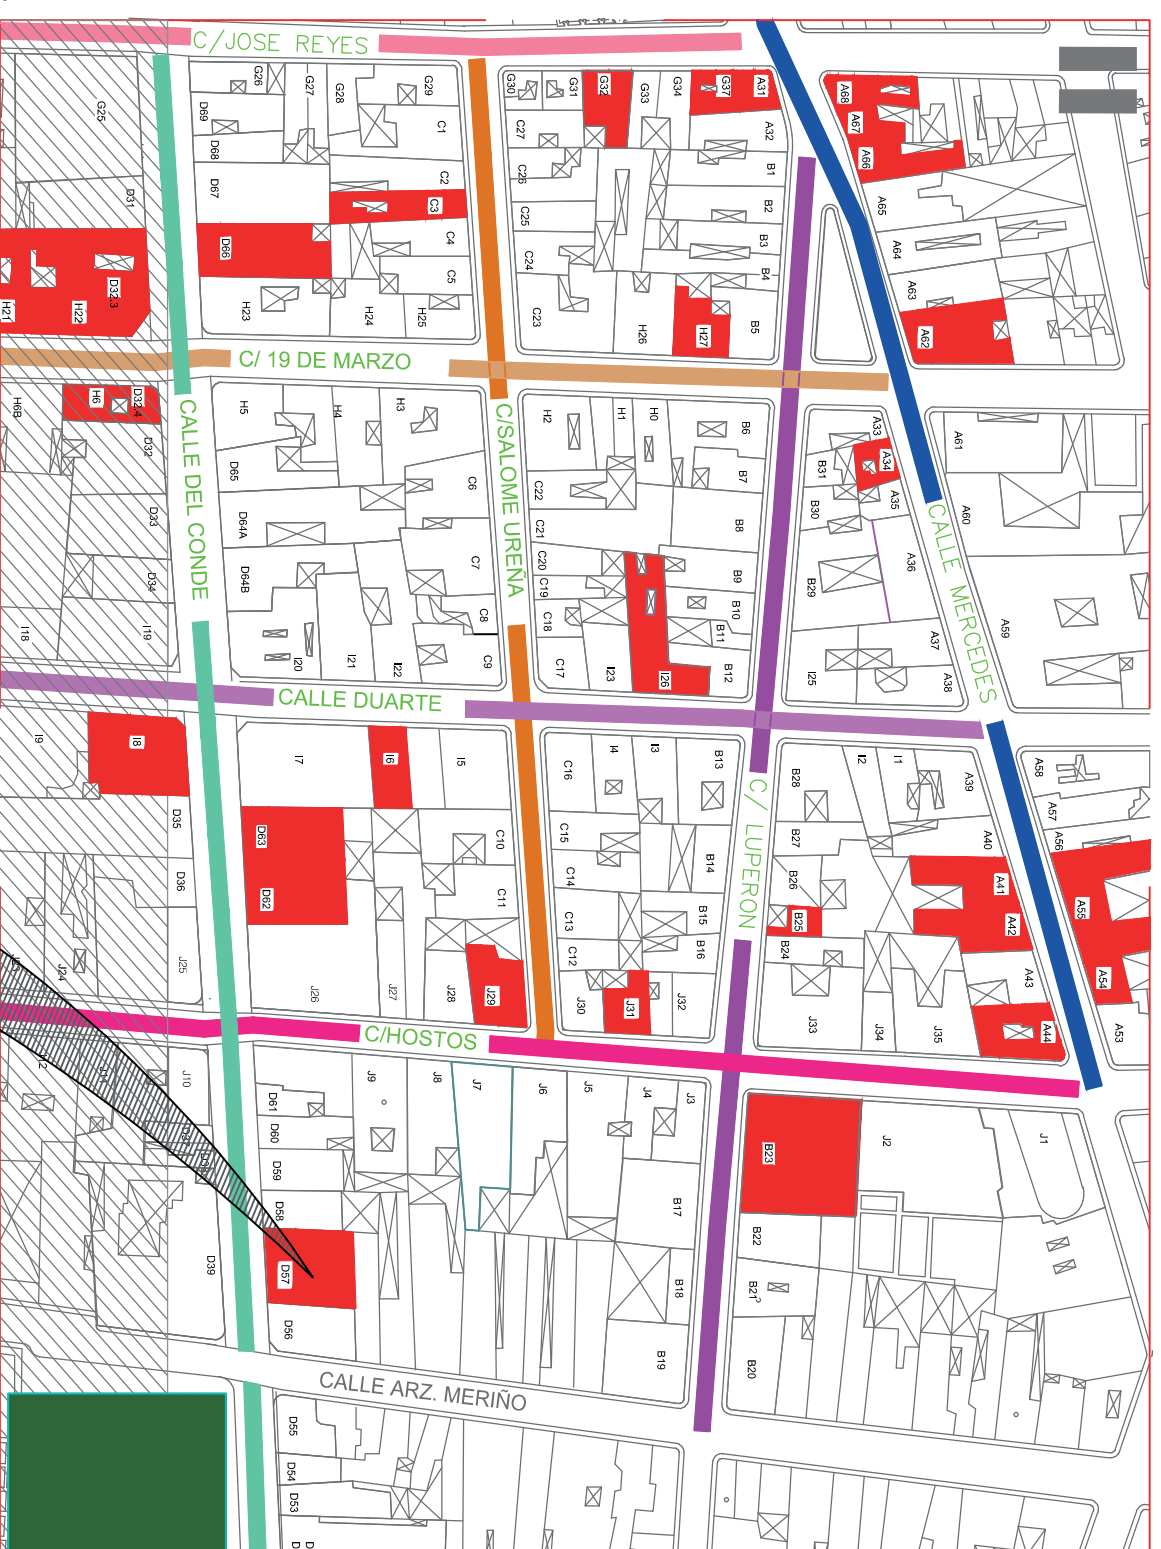 C/JOSE REYES
G25
G26
G27
G28
G29
G30
G31
G32
G33
G34
G37
A31
A68
A67
A66
D69
D68
D67
C1
C2
C3
C27
C26
C25
A32
B1
B2
B3
B4
A65
A64
A63
A62
D31
D66
C4
C5
C24
C23
D32.3
H21
H22
H23
H24
H25
H26
H27
B5
C/ 19 DE MARZO
H6B
H6
D32.4
D32
D33
D34
I18
I19
CALLE DEL CONDE
H5
H4
H3
D65
D64A
D64B
C6
C7
C8
C9
I20
I21
I22
C/SALOME UREÑA
H2
H1
H0
B6
B7
B8
B9
B10
B11
B12
C22
C21
C20
C19
C18
C17
I23
I26
A33
A34
A35
A36
A37
A38
B31
B30
B29
I25
CALLE MERCEDES
A61
A60
A59
CALLE DUARTE
I9
I8
D35
D36
J25
J24
I7
I6
I5
D63
D62
C10
C11
J26
J27
J28
J29
C16
C15
C14
C13
C12
I4
I3
B13
B14
B15
B16
J30
J31
J32
C/ LUPERON
B28
B27
B26
B25
B24
I2
I1
A39
A40
A41
A42
A43
A44
J33
J34
J35
A58
A57
A56
A55
A54
A53
C/HOSTOS
J10
D39
D61
D60
D59
D58
D57
D56
J9
J8
J7
J6
J5
J4
J3
B17
B18
B19
B23
B22
B21
B20
J2
J1
CALLE ARZ. MERIÑO
D55
D54
D53